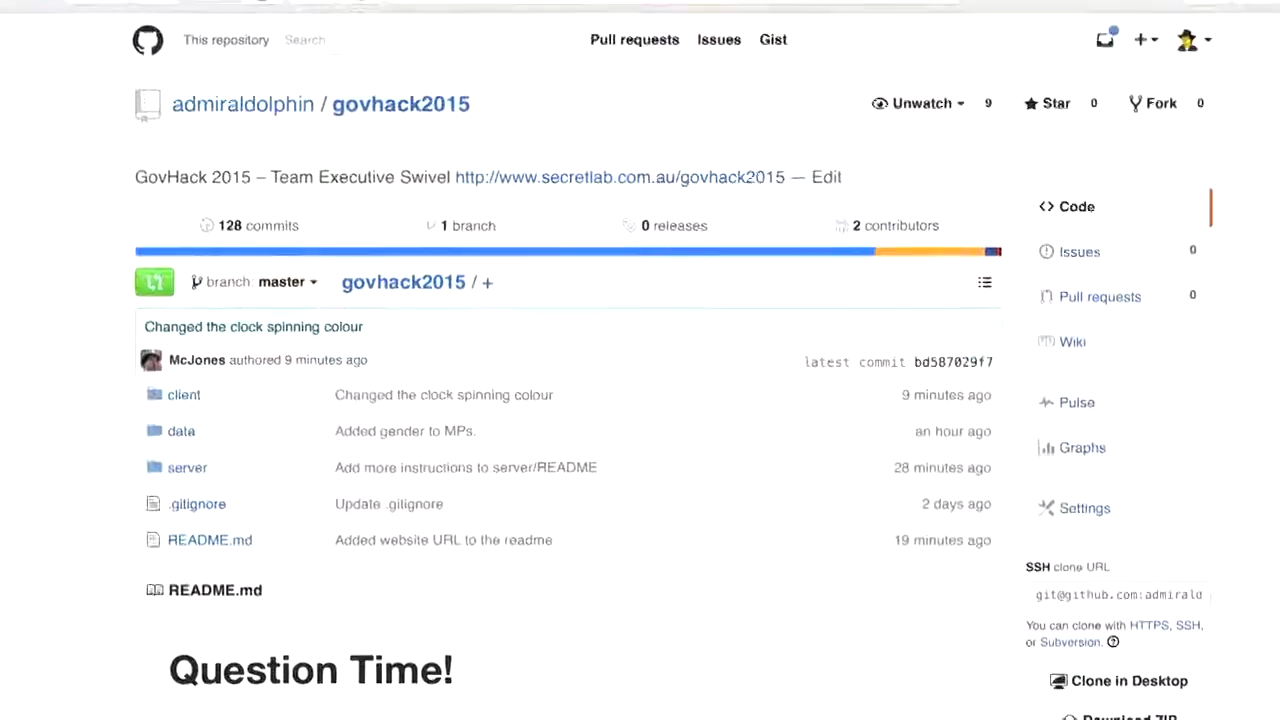 This repository Search Pull requests Issues Gist
admiraldolphin / govhack2015 Unwatch 9 Star 0 Fork 0
GovHack 2015 – Team Executive Swivel http://www.secretlab.com.au/govhack2015 — Edit
128 commits 1 branch 0 releases 2 contributors
Code
Issues 0
Pull requests 0
Wiki
Pulse
Graphs
Settings
SSH clone URL
git@github.com:admirald
You can clone with HTTPS, SSH,
or Subversion.
Clone in Desktop
Download ZIP
branch: master govhack2015 / +
Changed the clock spinning colour
McJones authored 9 minutes ago latest commit bd587029f7
client Changed the clock spinning colour 9 minutes ago
data Added gender to MPs. an hour ago
server Add more instructions to server/README 28 minutes ago
.gitignore Update .gitignore 2 days ago
README.md Added website URL to the readme 19 minutes ago
README.md
Question Time!